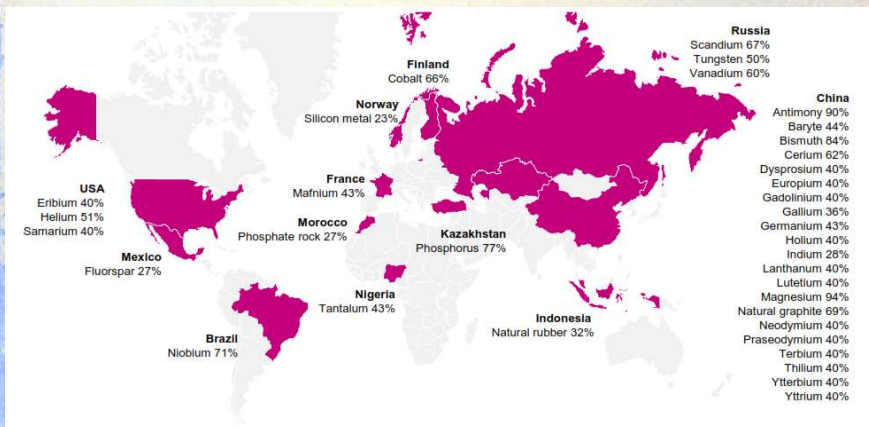 Russia
Scandium 67%
Tungsten 50%
Vanadium 60%
Finland
Cobalt 66%
Norway
Silicon metal 23%
China
Antimony 90%
Baryte 44%
Bismuth 84%
Cerium 62%
Dysprosium 40%
Europium 40%
Gadolinium 40%
Gallium 36%
Germanium 43%
Holium 40%
Indium 28%
Lanthanum 40%
Lutetium 40%
Magnesium 94%
Natural graphite 69%
Neodymium 40%
Praseodymium 40%
Terbium 40%
Thilium 40%
Ytterbium 40%
Yttrium 40%
France
Mafnium 43%
USA
Eribium 40%
Helium 51%
Samarium 40%
Morocco
Phosphate rock 27%
Kazakhstan
Phosphorus 77%
Mexico
Fluorspar 27%
Nigeria
Tantalum 43%
Indonesia
Natural rubber 32%
Brazil
Niobium 71%